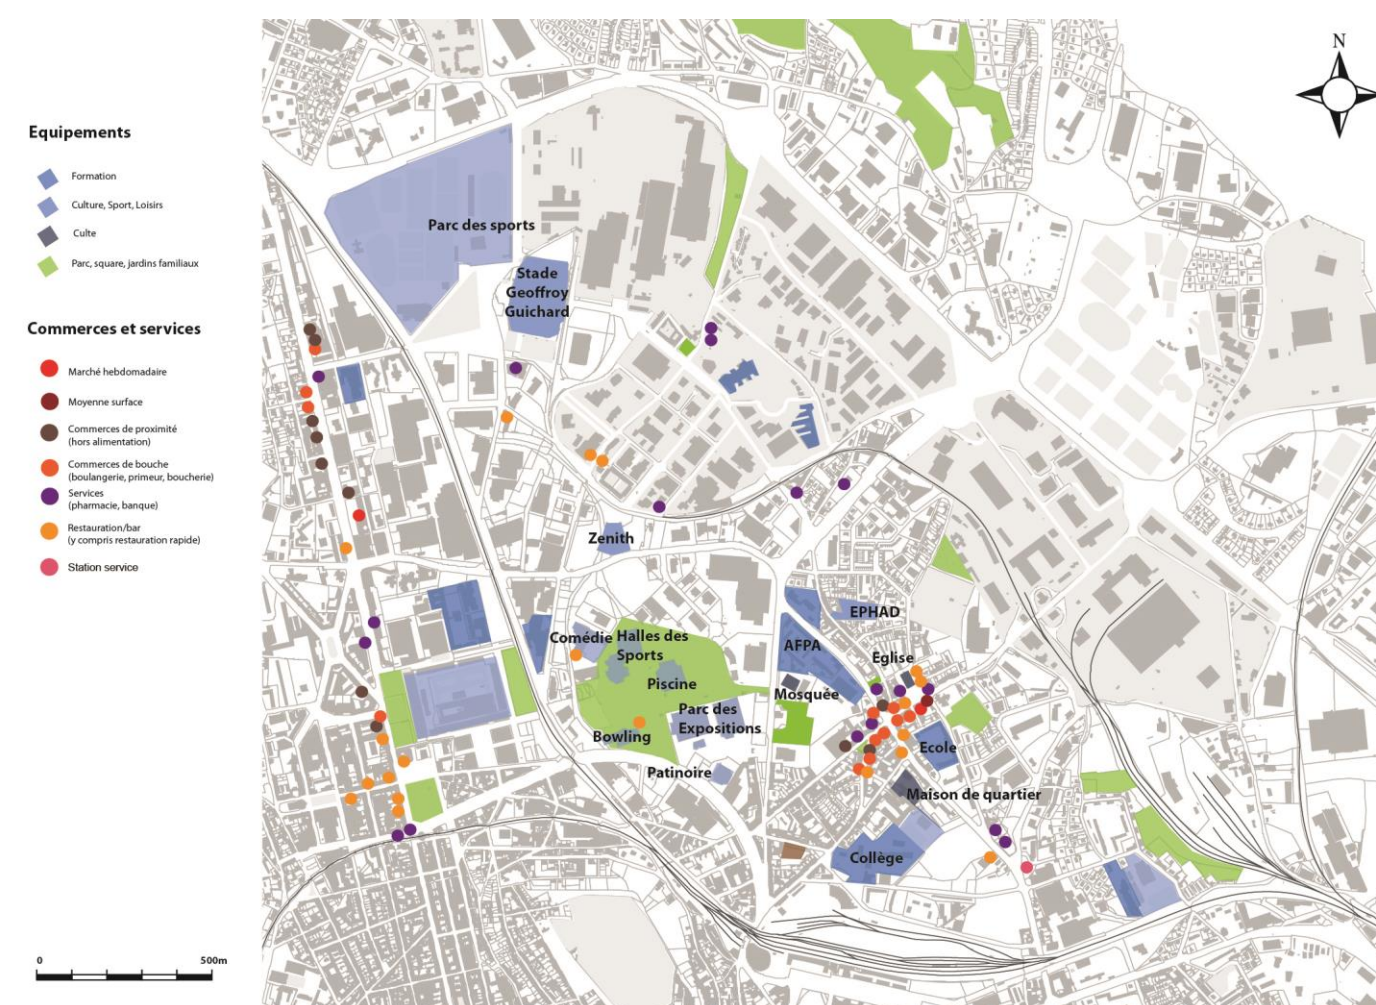 N
Equipements
Formation
Culture, Sport, Loisirs
Culte
Parc, square, jardins familiaux
Commerces et services
Marché hebdomadaire
Moyenne surface
Commerces de proximité
(hors alimentation)
Commerces de bouche
(boulangerie, primeur, boucherie)
Services
(pharmacie, banque)
Restauration/bar
(y compris restauration rapide)
Station service
0 500m
Parc des sports
Stade
Geoffroy
Guichard
Zenith
EPHAD
AFPA
Comédie
Halles des
Sports
Eglise
Piscine
Mosquée
Parc des
Expositions
Bowling
Ecole
Patinoire
Maison de quartier
Collège